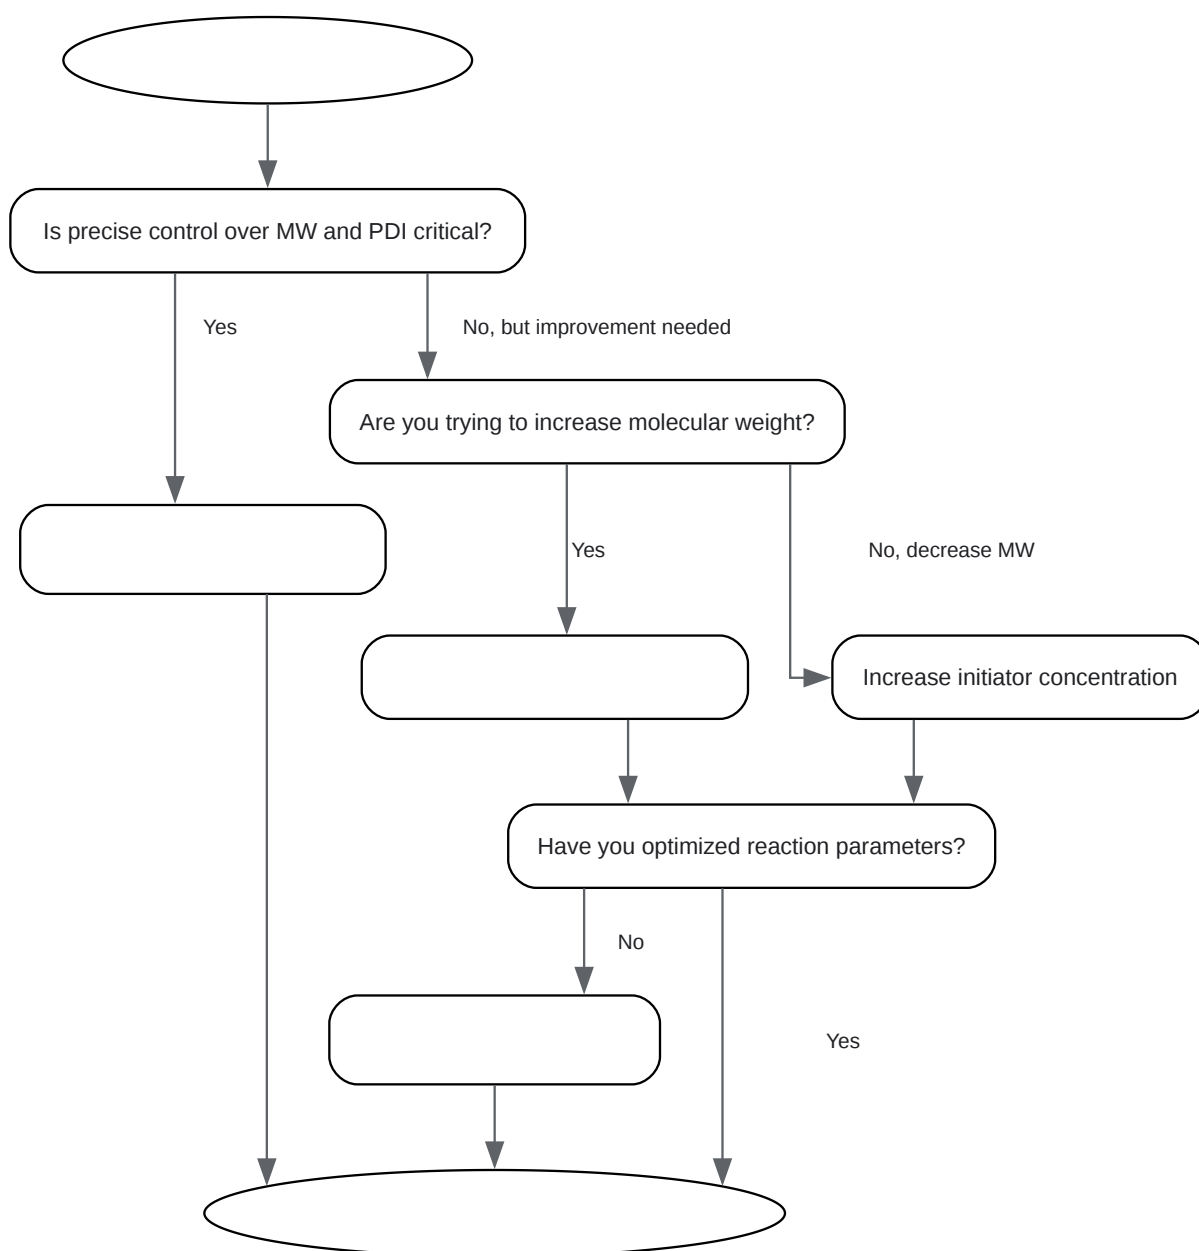 Is precise control over MW and PDI critical?
Yes
No, but improvement needed
Are you trying to increase molecular weight?
Yes
No, decrease MW
Increase initiator concentration
Have you optimized reaction parameters?
No
Yes